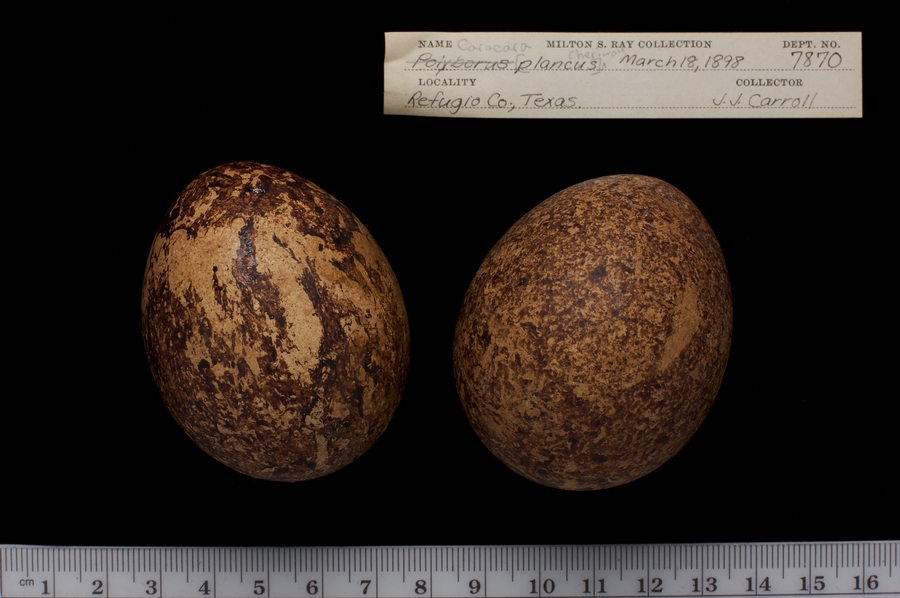 NAME Caracara MILTON S. RAY COLLECTION DEPT. NO.
Polyborus plancus, March 18, 1898 7870
LOCALITY COLLECTOR
Refugio Co., Texas. J. J. Carroll
cm 1 2 3 4 5 6 7 8 9 10 11 12 13 14 15 16